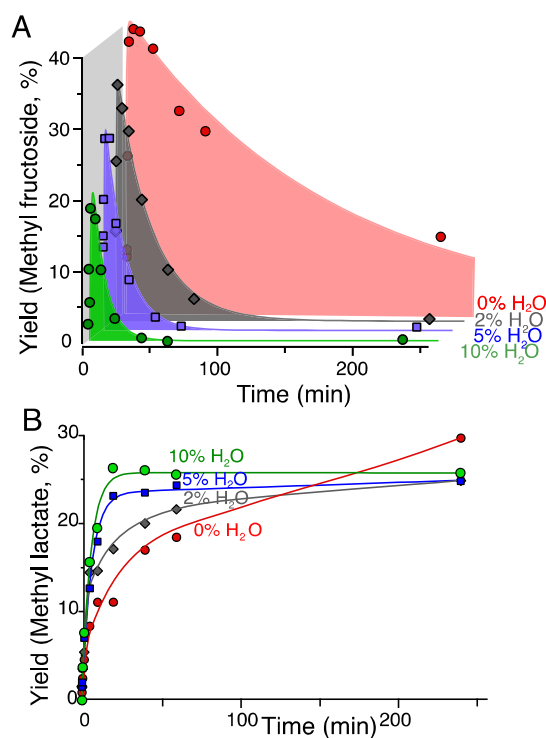 A
Yield (Methyl fructoside, %)
40
30
20
10
0
0% H2O
2% H2O
5% H2O
10% H2O
0
100
200
Time (min)
B
Yield (Methyl lactate, %)
30
20
10
0
10% H2O
5% H2O
2% H2O
0% H2O
0
100
200
Time (min)